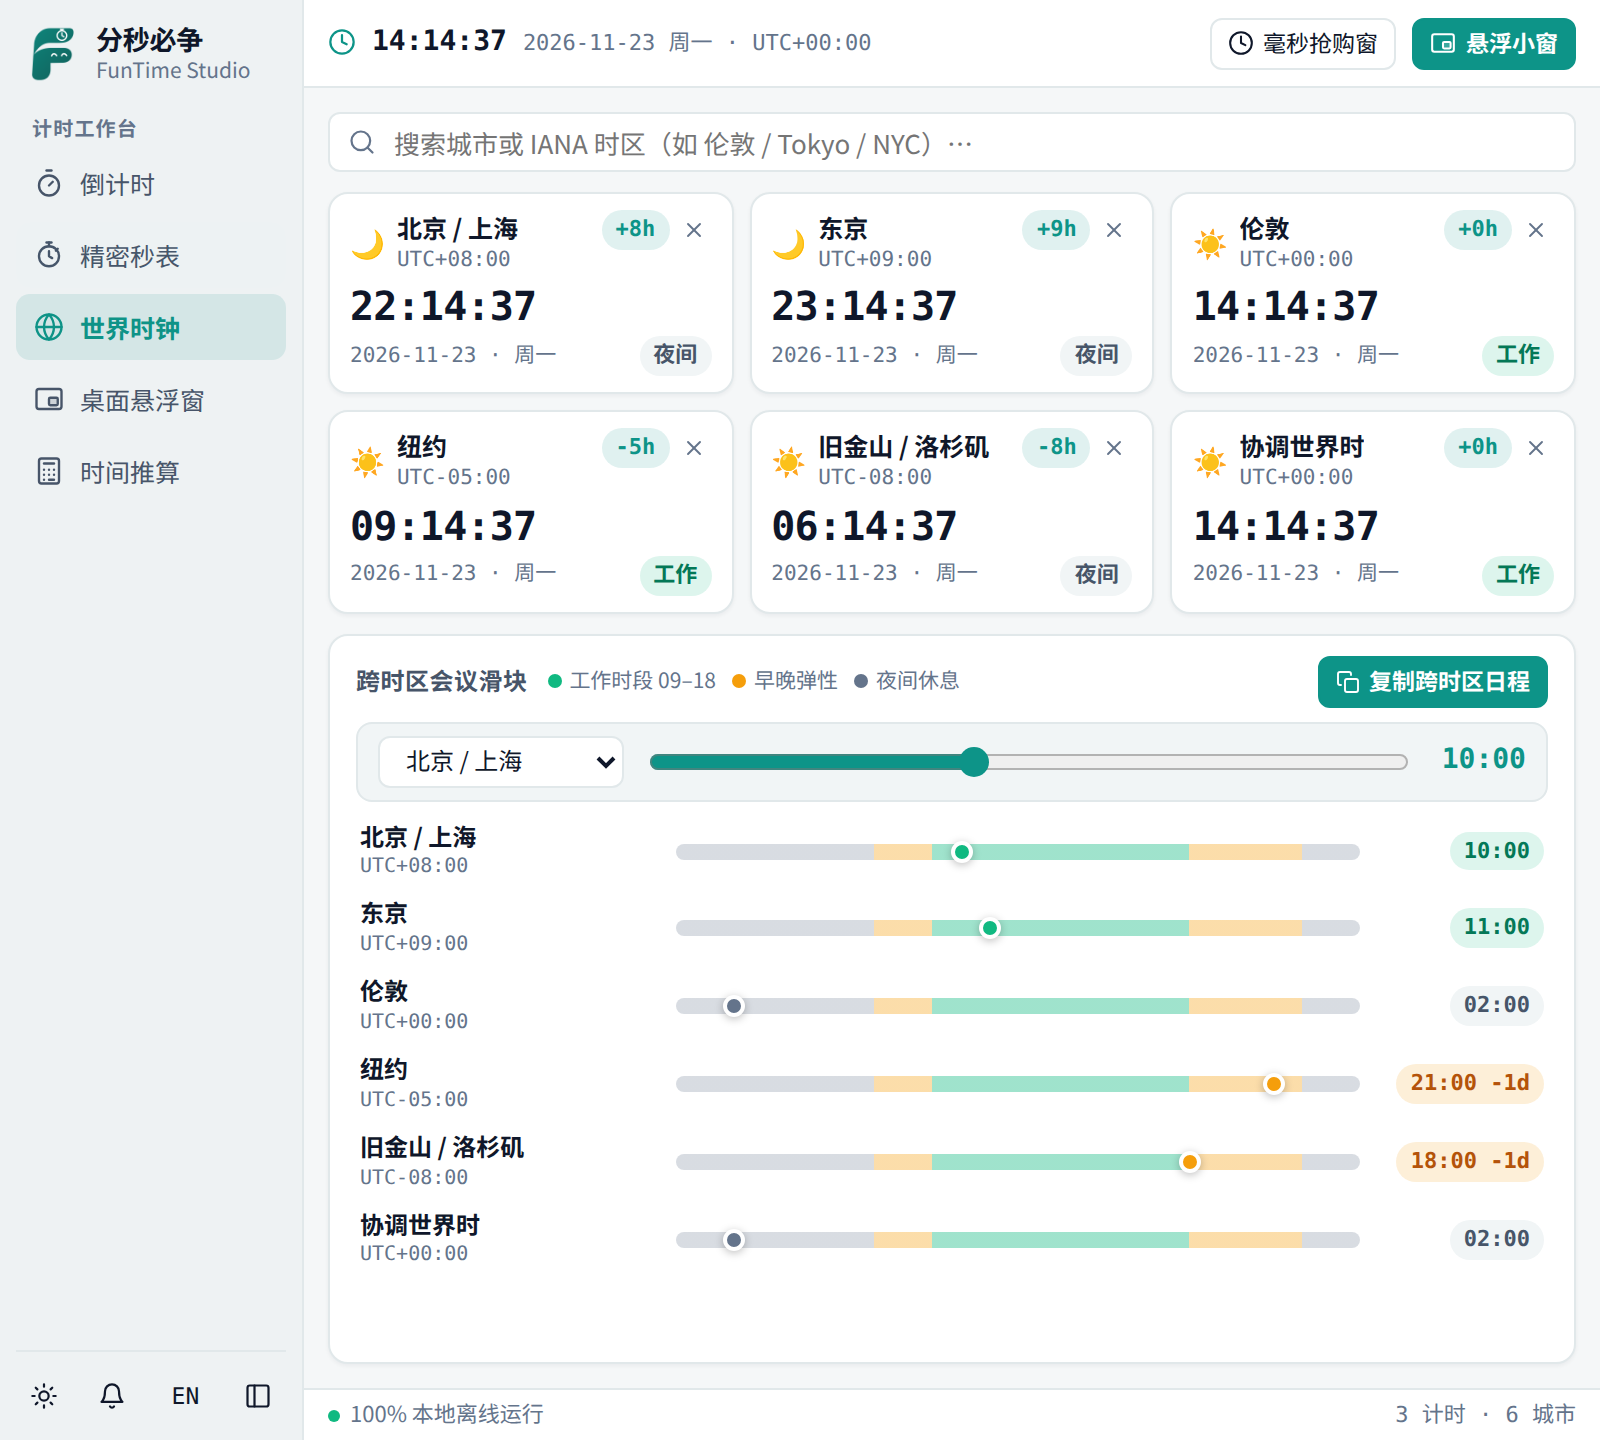 分秒必争
FunTime Studio
计时工作台
倒计时
精密秒表
世界时钟
桌面悬浮窗
时间推算
EN
14:14:37 2026-11-23 周一 · UTC+00:00
毫秒抢购窗
悬浮小窗
搜索城市或 IANA 时区（如 伦敦 / Tokyo / NYC）…
北京 / 上海 +8h
UTC+08:00
22:14:37
2026-11-23 · 周一 夜间
东京 +9h
UTC+09:00
23:14:37
2026-11-23 · 周一 夜间
伦敦 +0h
UTC+00:00
14:14:37
2026-11-23 · 周一 工作
纽约 -5h
UTC-05:00
09:14:37
2026-11-23 · 周一 工作
旧金山 / 洛杉矶 -8h
UTC-08:00
06:14:37
2026-11-23 · 周一 夜间
协调世界时 +0h
UTC+00:00
14:14:37
2026-11-23 · 周一 工作
跨时区会议滑块 工作时段 09–18 早晚弹性 夜间休息 复制跨时区日程
北京 / 上海 10:00
北京 / 上海 10:00
UTC+08:00
东京 11:00
UTC+09:00
伦敦 02:00
UTC+00:00
纽约 21:00 -1d
UTC-05:00
旧金山 / 洛杉矶 18:00 -1d
UTC-08:00
协调世界时 02:00
UTC+00:00
100% 本地离线运行 3 计时 · 6 城市